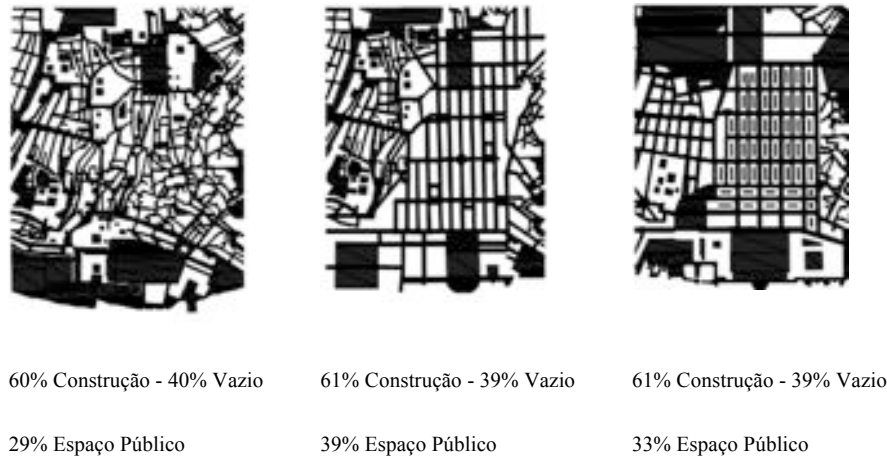 60% Construção - 40% Vazio 61% Construção - 39% Vazio 61% Construção - 39% Vazio
29% Espaço Público 39% Espaço Público 33% Espaço Público